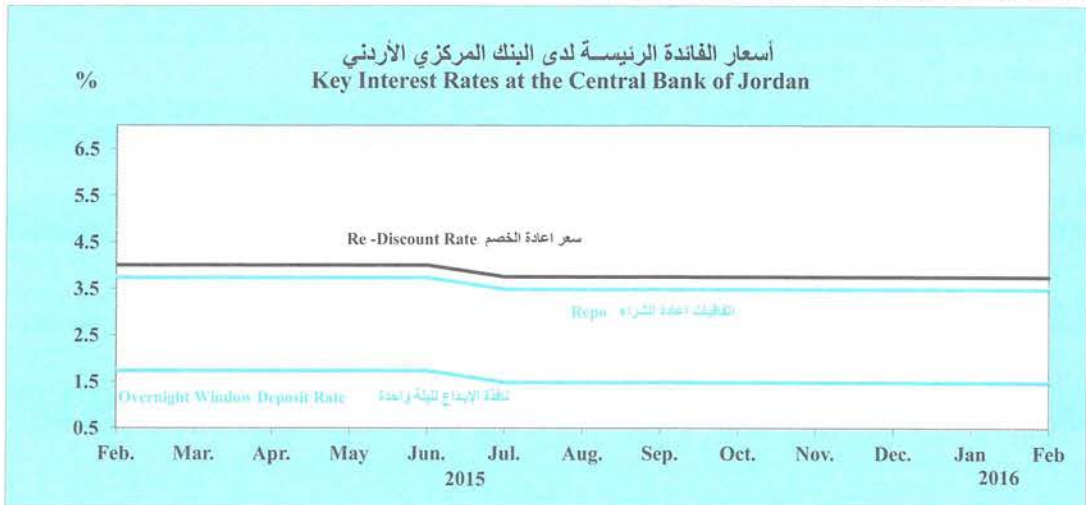 أسعار الفائدة الرئيســة لدى البنك المركزي الأردني
% Key Interest Rates at the Central Bank of Jordan
6.5
5.5
4.5
3.5
2.5
1.5
0.5
Re -Discount Rate سعر اعادة الخصم
Repo اتفاقيات اعادة الشراء
Overnight Window Deposit Rate نافذة الايداع لليلة واحدة
Feb. Mar. Apr. May Jun. Jul. Aug. Sep. Oct. Nov. Dec. Jan Feb
2015 2016